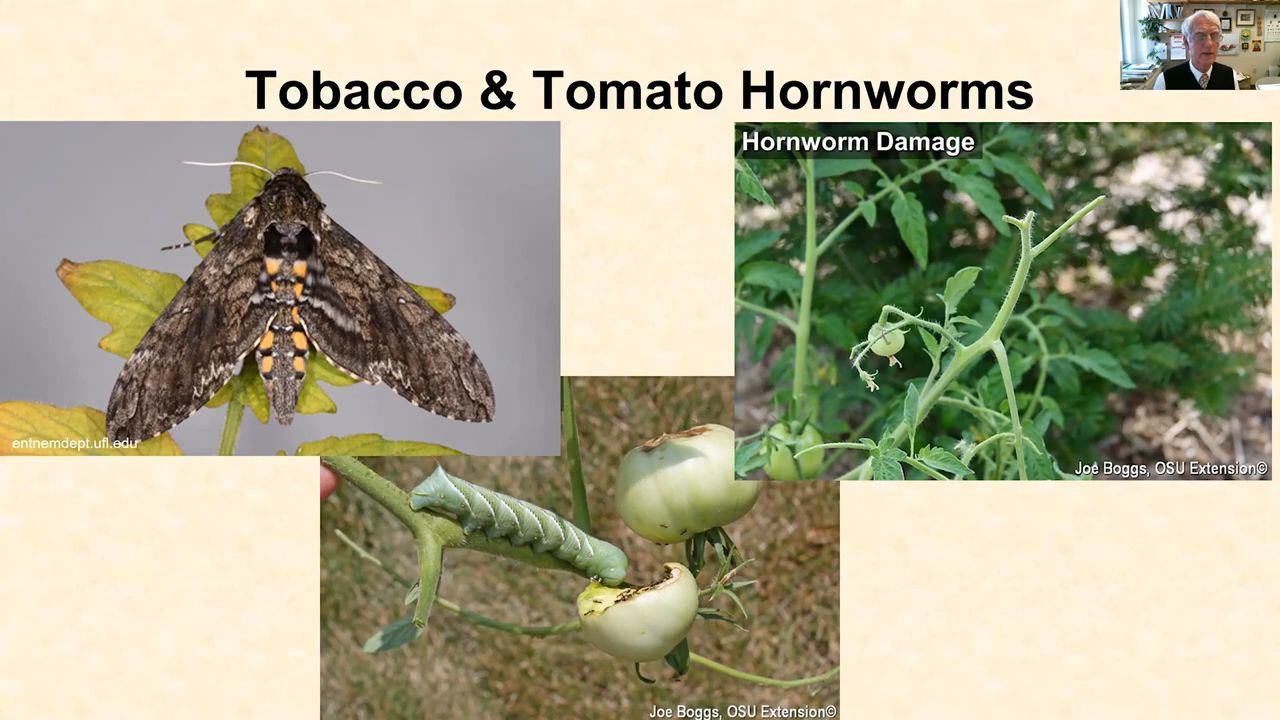 Tobacco & Tomato Hornworms
Hornworm Damage
entnemdept.ufl.edu
Joe Boggs, OSU Extension©
Joe Boggs, OSU Extension©